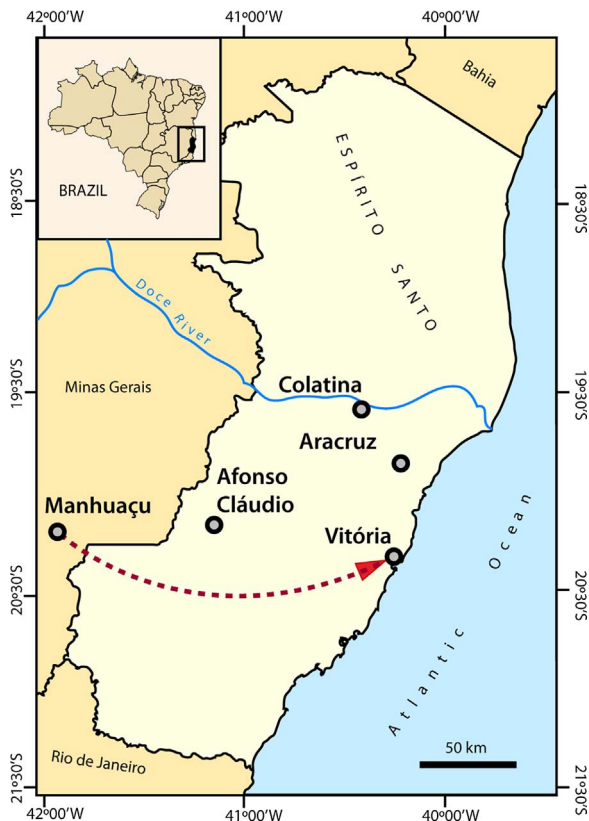 42°00'W
41°00'W
40°00'W
Bahia
ESPÍRITO SANTO
BRAZIL
18°30'S
18°30'S
Doce River
Minas Gerais
19°30'S
19°30'S
Colatina
Aracruz
Afonso
Cláudio
Manhuaçu
Vitória
Atlantic Ocean
20°30'S
20°30'S
50 km
Rio de Janeiro
21°30'S
21°30'S
42°00'W
41°00'W
40°00'W